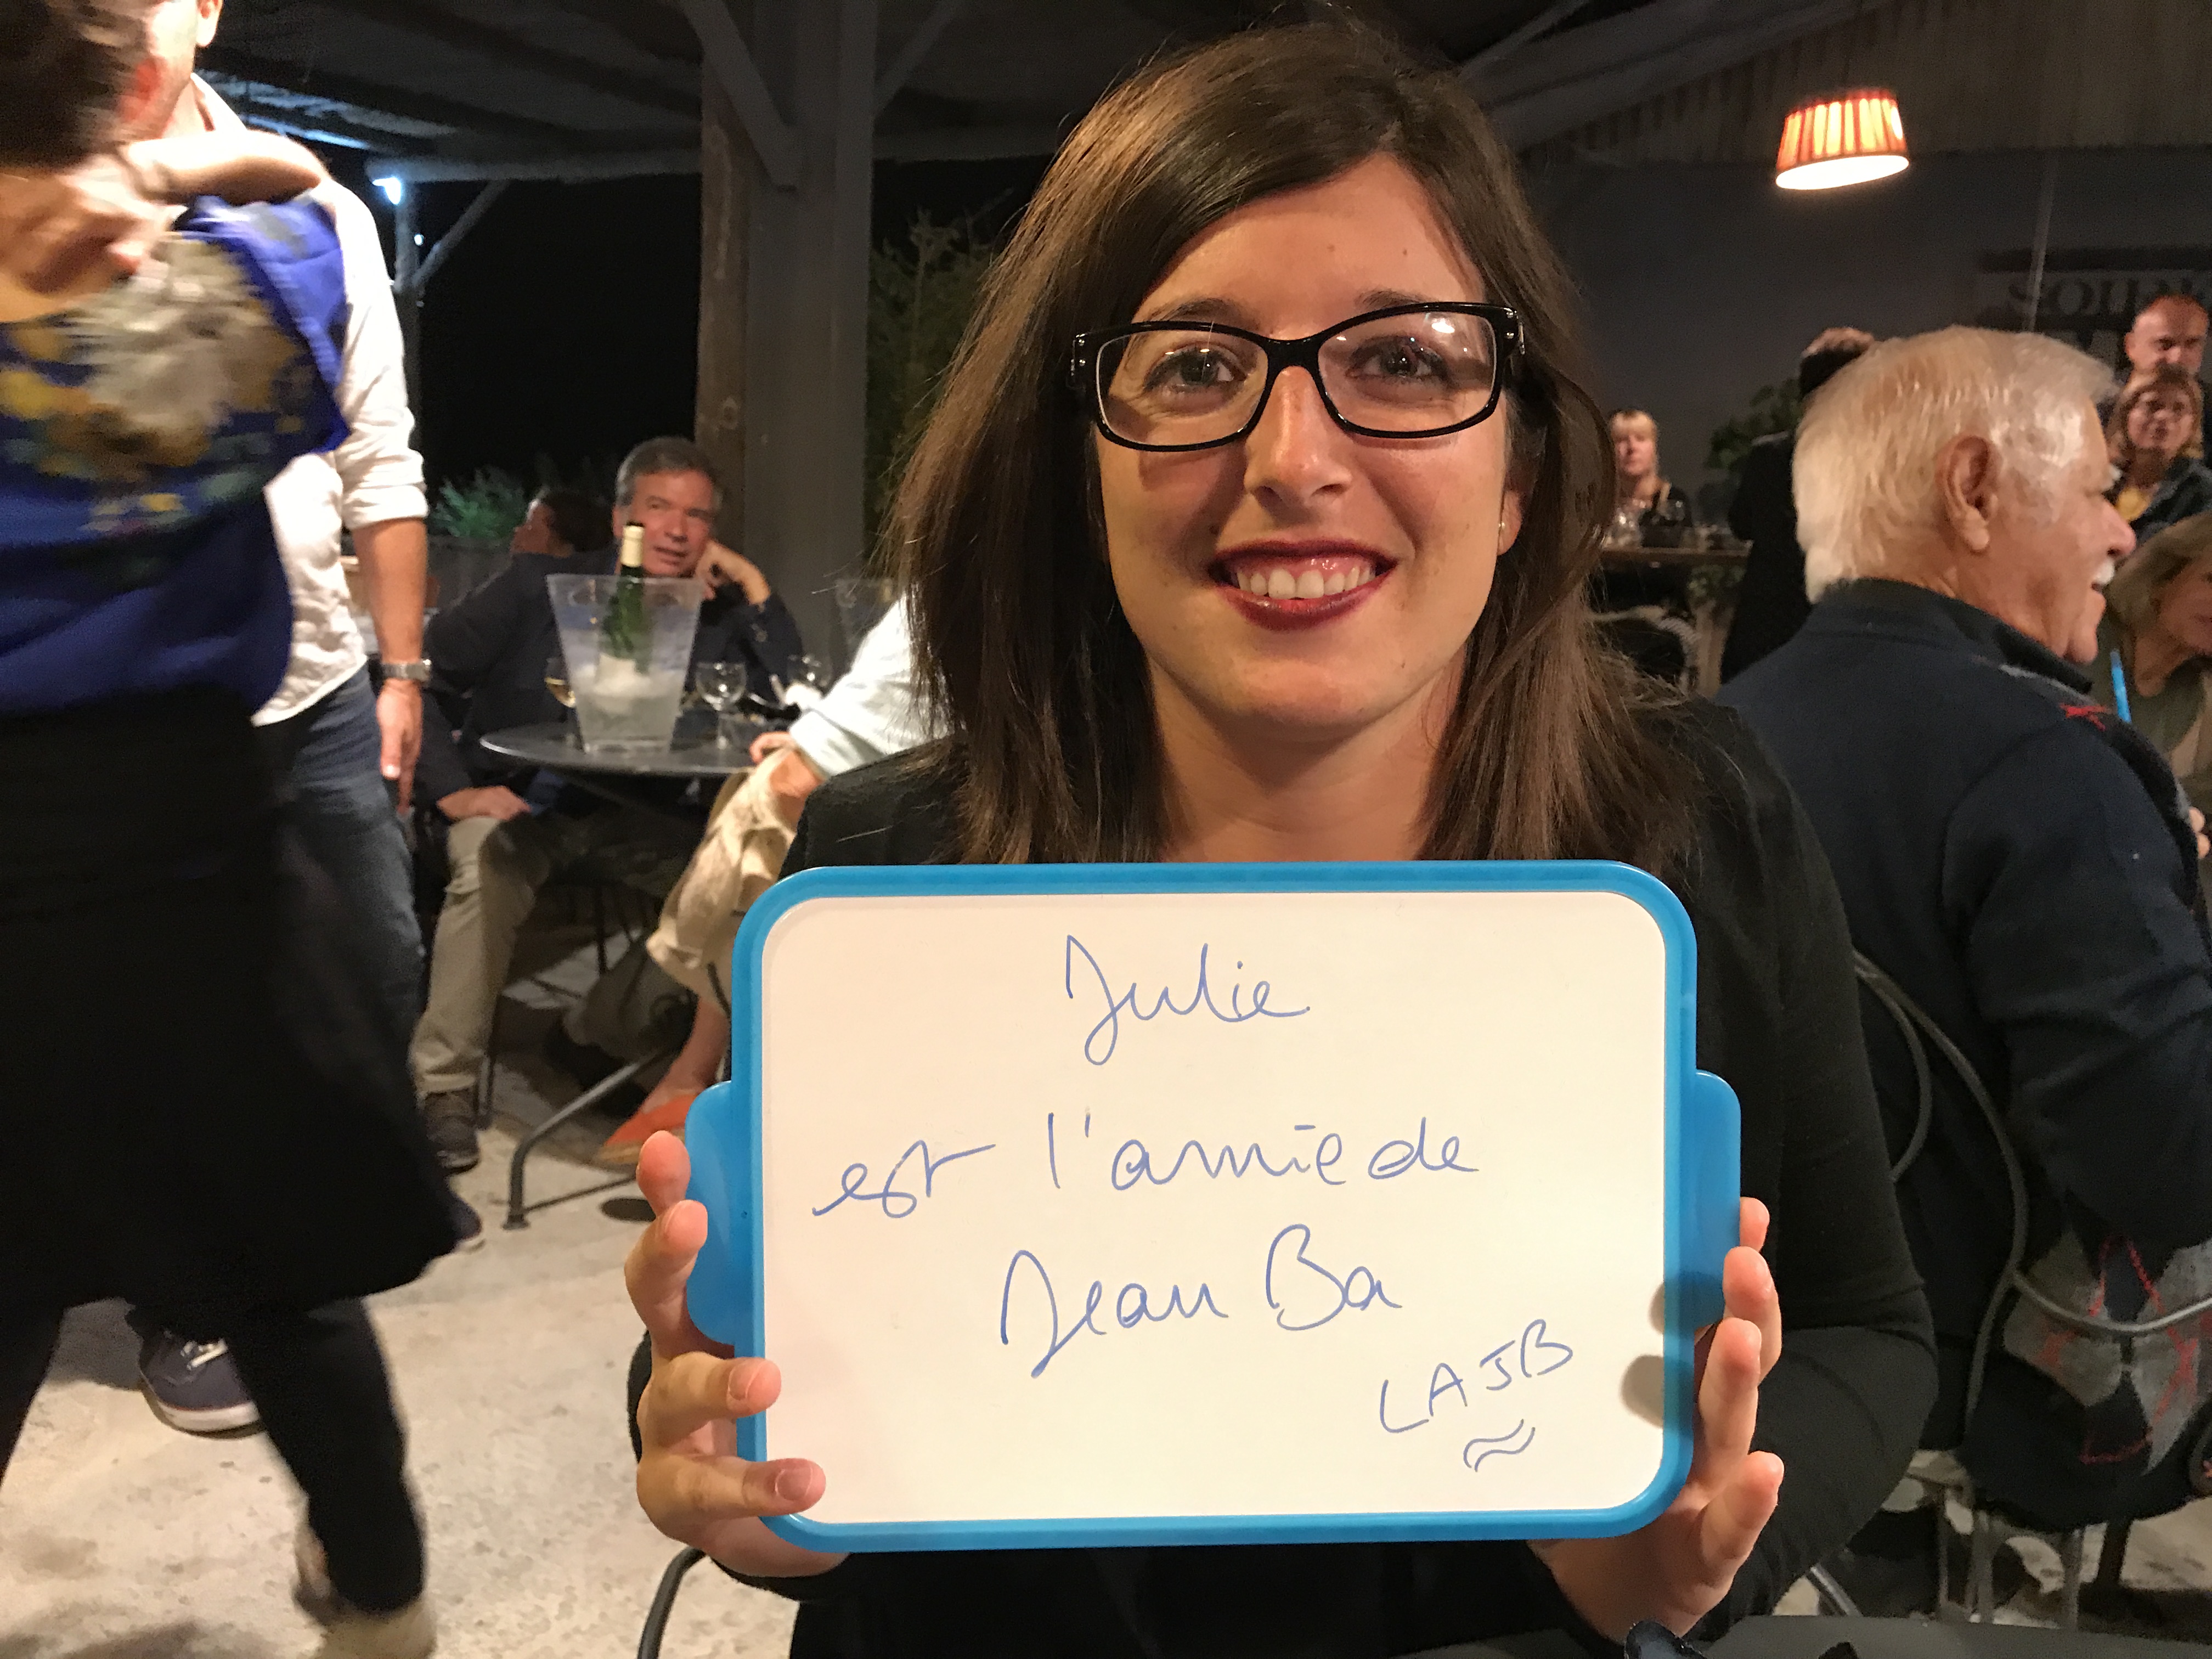 Julie
est l'amie de
Jean Ba
LAJB